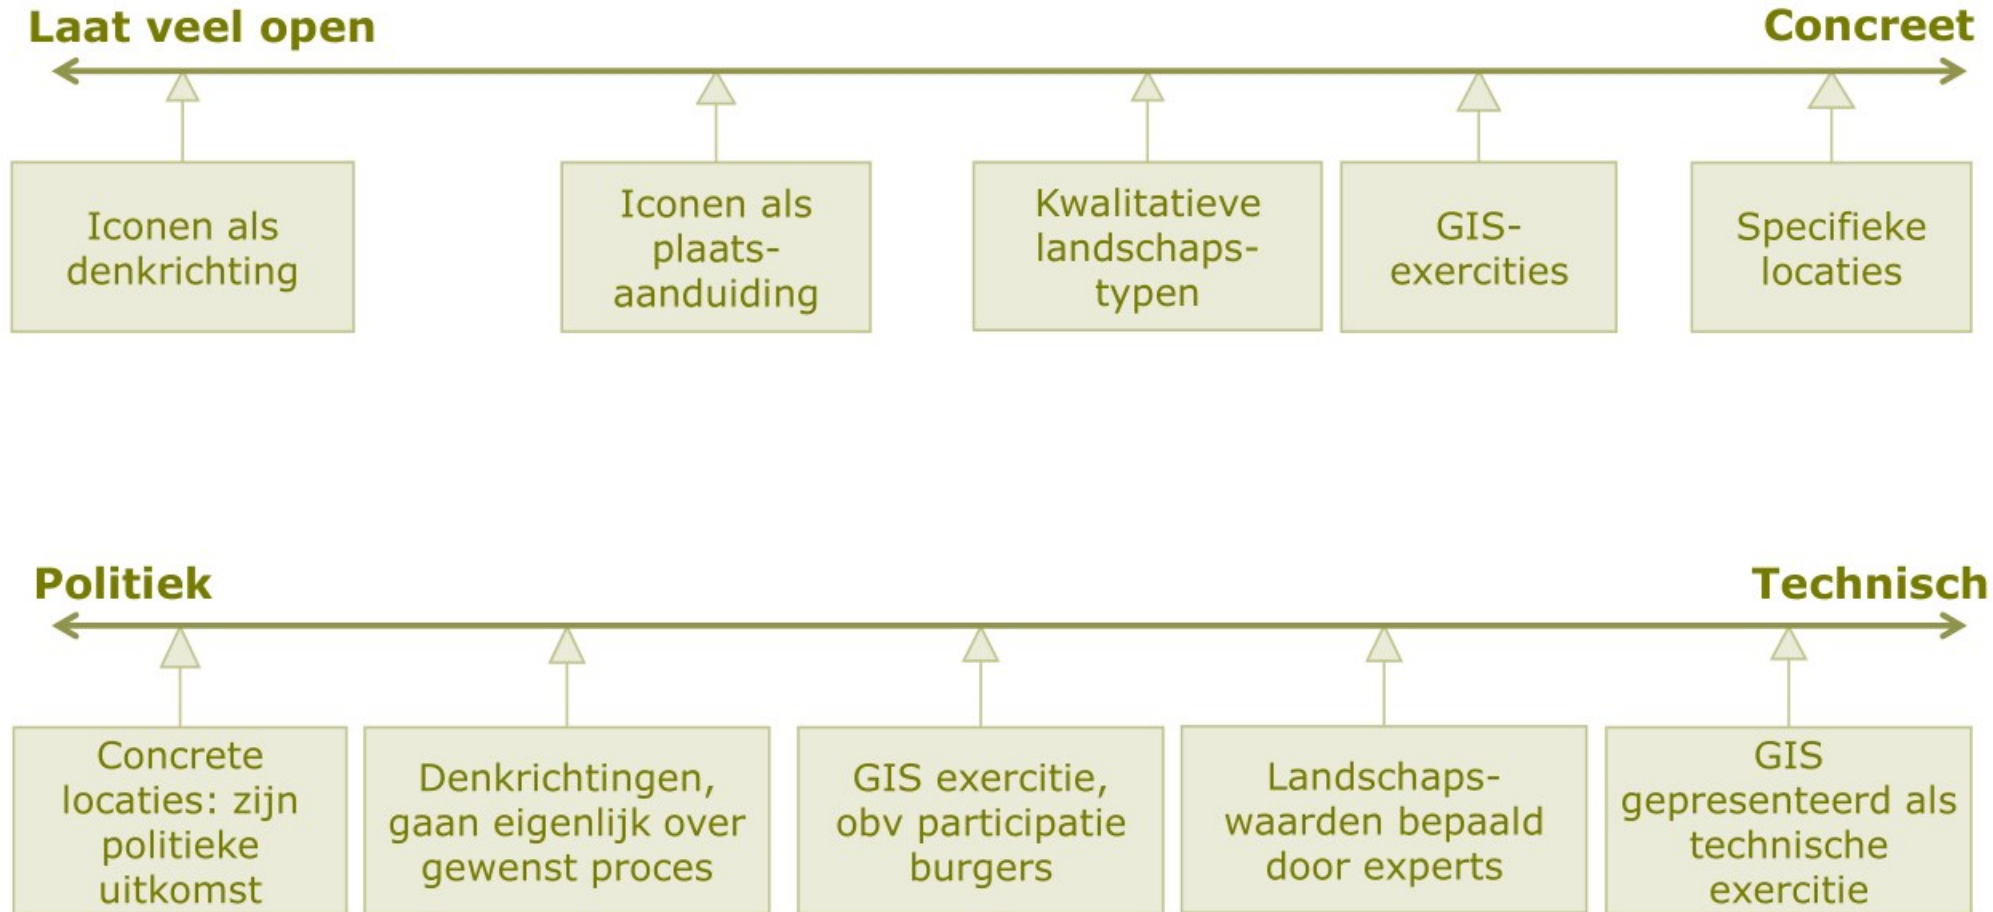 Laat veel open
Concreet
Iconen als
denkrichting
Iconen als
plaats-
aanduiding
Kwalitatieve
landschaps-
typen
GIS-
exercities
Specifieke
locaties
Politiek
Technisch
Concrete
locaties: zijn
politieke
uitkomst
Denkrichtingen,
gaan eigenlijk over
gewenst proces
GIS exercitie,
obv participatie
burgers
Landschaps-
waarden bepaald
door experts
GIS
gepresenteerd als
technische
exercitie